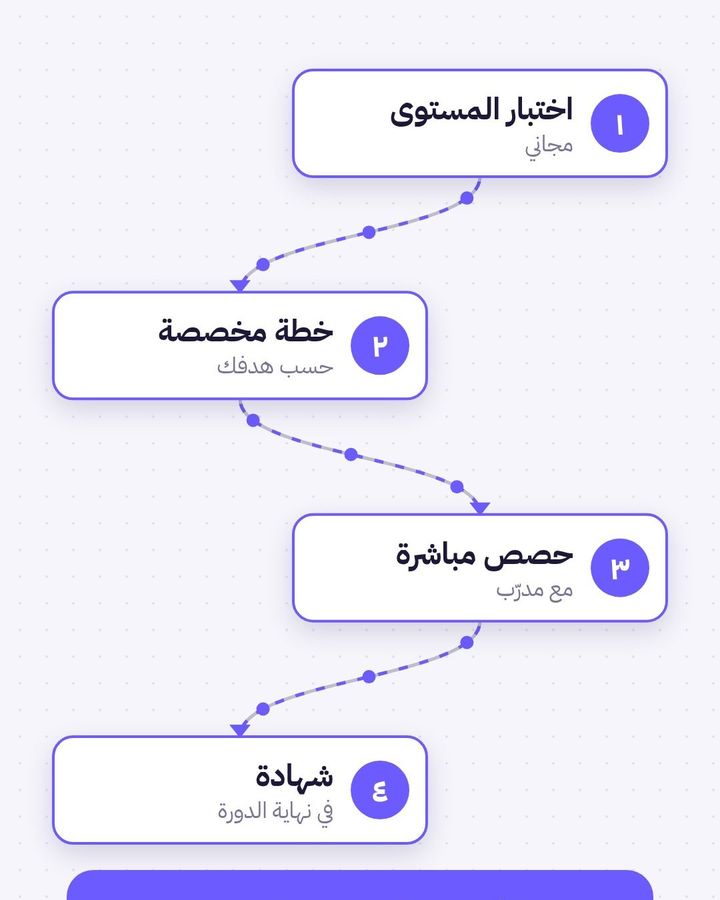 ١
اختبار المستوى
مجاني
٢
خطة مخصصة
حسب هدفك
٣
حصص مباشرة
مع مدرّب
٤
شهادة
في نهاية الدورة